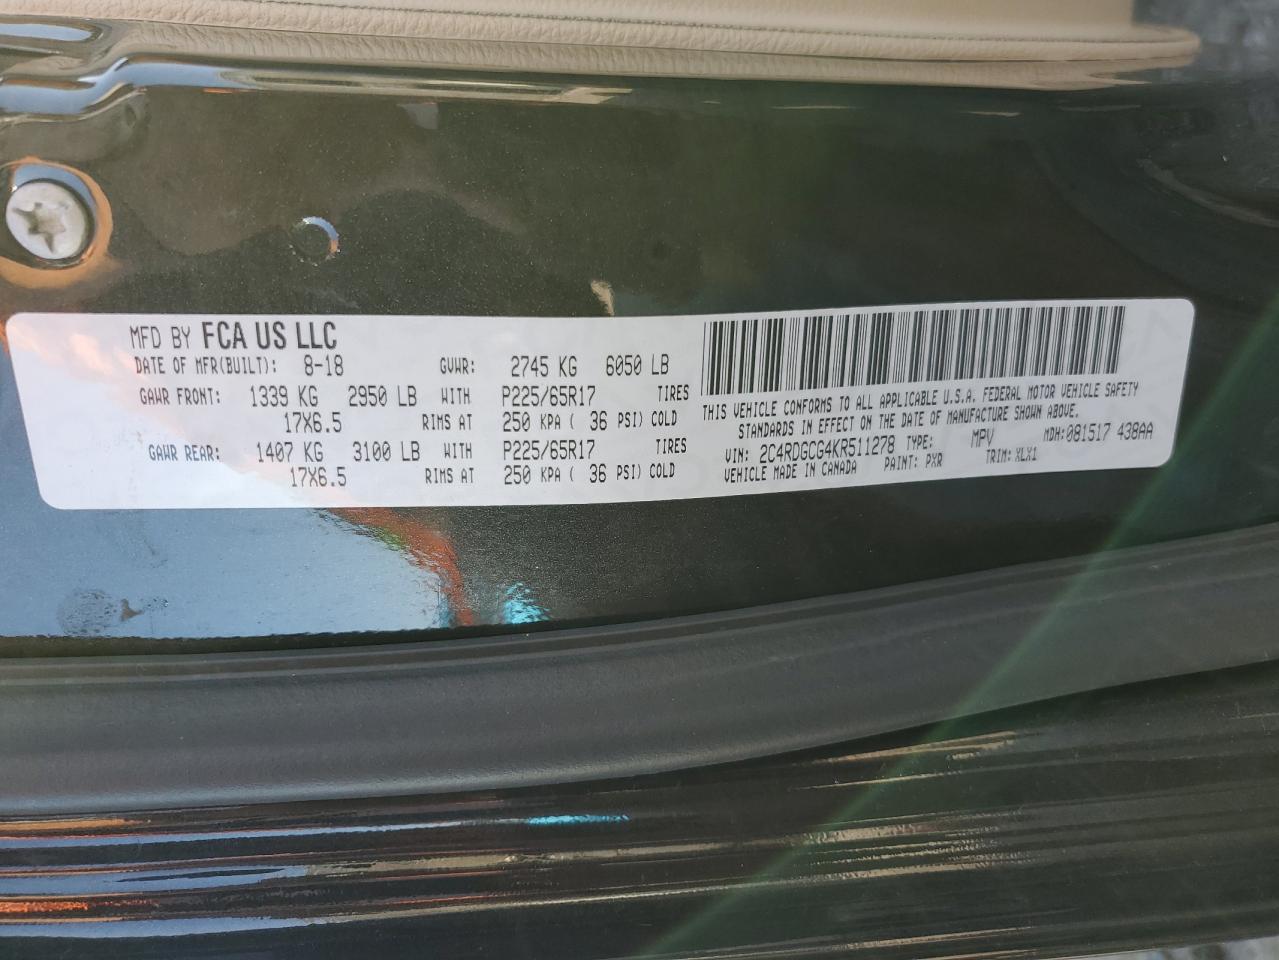 MFD BY FCA US LLC
DATE OF MFR(BUILT): 8-18 GVWR: 2745 KG 6050 LB
GAWR FRONT: 1339 KG 2950 LB WITH P225/65R17 TIRES
17X6.5 RIMS AT 250 KPA ( 36 PSI) COLD
GAWR REAR: 1407 KG 3100 LB WITH P225/65R17 TIRES
17X6.5 RIMS AT 250 KPA ( 36 PSI) COLD
THIS VEHICLE CONFORMS TO ALL APPLICABLE U.S.A. FEDERAL MOTOR VEHICLE SAFETY
STANDARDS IN EFFECT ON THE DATE OF MANUFACTURE SHOWN ABOVE.
VIN: 2C4RDGCG4KR511278 TYPE: MPV MDH:081517 438AA
VEHICLE MADE IN CANADA PAINT: PXR TRIM: XLX1